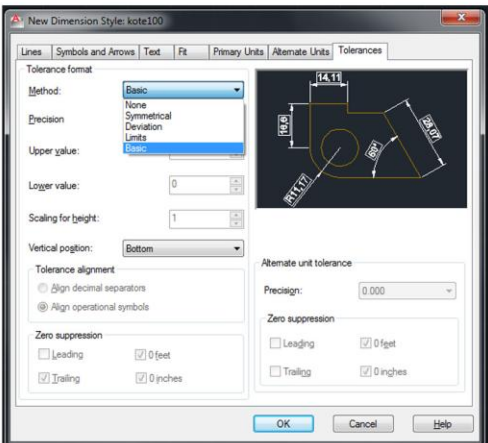 New Dimension Style: kote100
Lines Symbols and Arrows Text Fit Primary Units Alternate Units Tolerances
Tolerance format
Method: Basic
None
Symmetrical
Deviation
Limits
Basic
Precision
Upper value:
Lower value: 0
Scaling for height: 1
Vertical position: Bottom
Tolerance alignment
Align decimal separators
Align operational symbols
Zero suppression
Leading 0 feet
Trailing 0 inches
14,11
16,6
28,07
60°
R11,17
Alternate unit tolerance
Precision: 0.000
Zero suppression
Leading 0 feet
Trailing 0 inches
OK Cancel Help